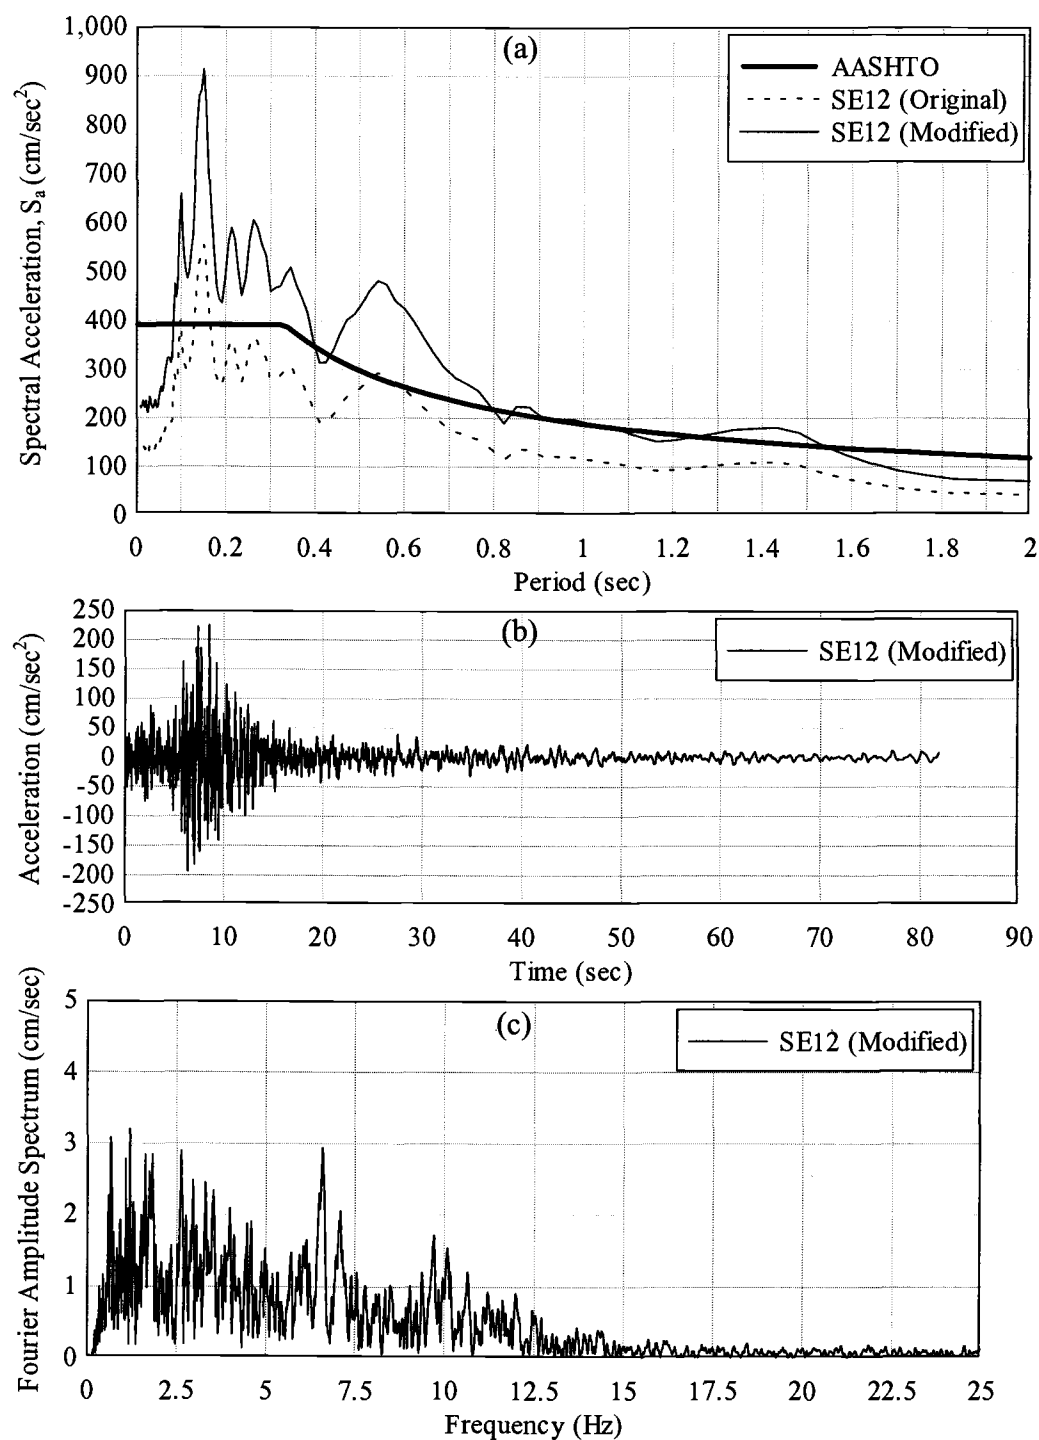 (a)
AASHTO
SE12 (Original)
SE12 (Modified)
Spectral Acceleration, Sa (cm/sec²)
1,000
900
800
700
600
500
400
300
200
100
0
0 0.2 0.4 0.6 0.8 1 1.2 1.4 1.6 1.8 2
Period (sec)
(b)
SE12 (Modified)
Acceleration (cm/sec²)
250
200
150
100
50
0
-50
-100
-150
-200
-250
0 10 20 30 40 50 60 70 80 90
Time (sec)
(c)
SE12 (Modified)
Fourier Amplitude Spectrum (cm/sec)
5
4
3
2
1
0
0 2.5 5 7.5 10 12.5 15 17.5 20 22.5 25
Frequency (Hz)